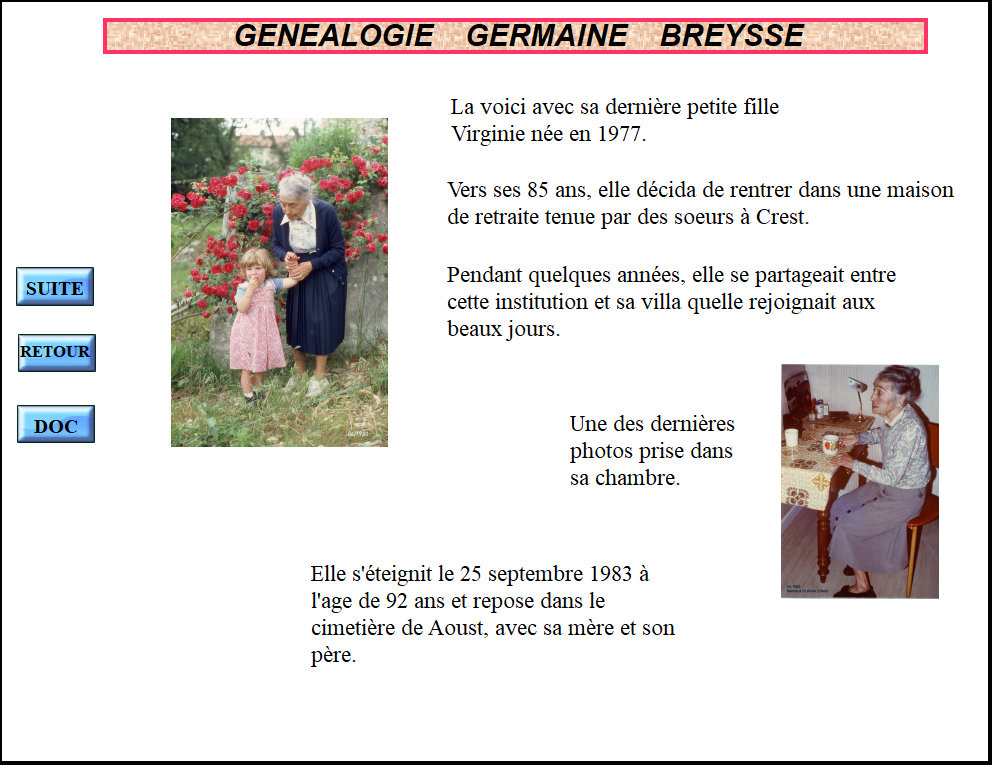 GENEALOGIE GERMAINE BREYSSE
La voici avec sa dernière petite fille
Virginie née en 1977.
Vers ses 85 ans, elle décida de rentrer dans une maison
de retraite tenue par des soeurs à Crest.
SUITE
Pendant quelques années, elle se partageait entre
cette institution et sa villa quelle rejoignait aux
beaux jours.
RETOUR
DOC
Une des dernières
photos prise dans
sa chambre.
Elle s'éteignit le 25 septembre 1983 à
l'age de 92 ans et repose dans le
cimetière de Aoust, avec sa mère et son
père.